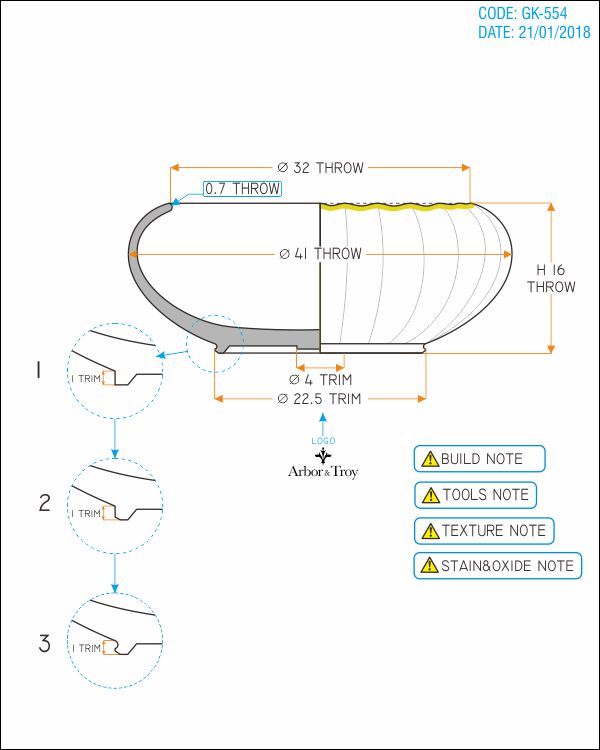 CODE: GK-554
DATE: 21/01/2018
Ø 32 THROW
0.7 THROW
Ø 41 THROW
H 16
THROW
Ø 4 TRIM
Ø 22.5 TRIM
1
1 TRIM
LOGO
Arbor&Troy
BUILD NOTE
2
1 TRIM
TOOLS NOTE
TEXTURE NOTE
STAIN&OXIDE NOTE
3
1 TRIM